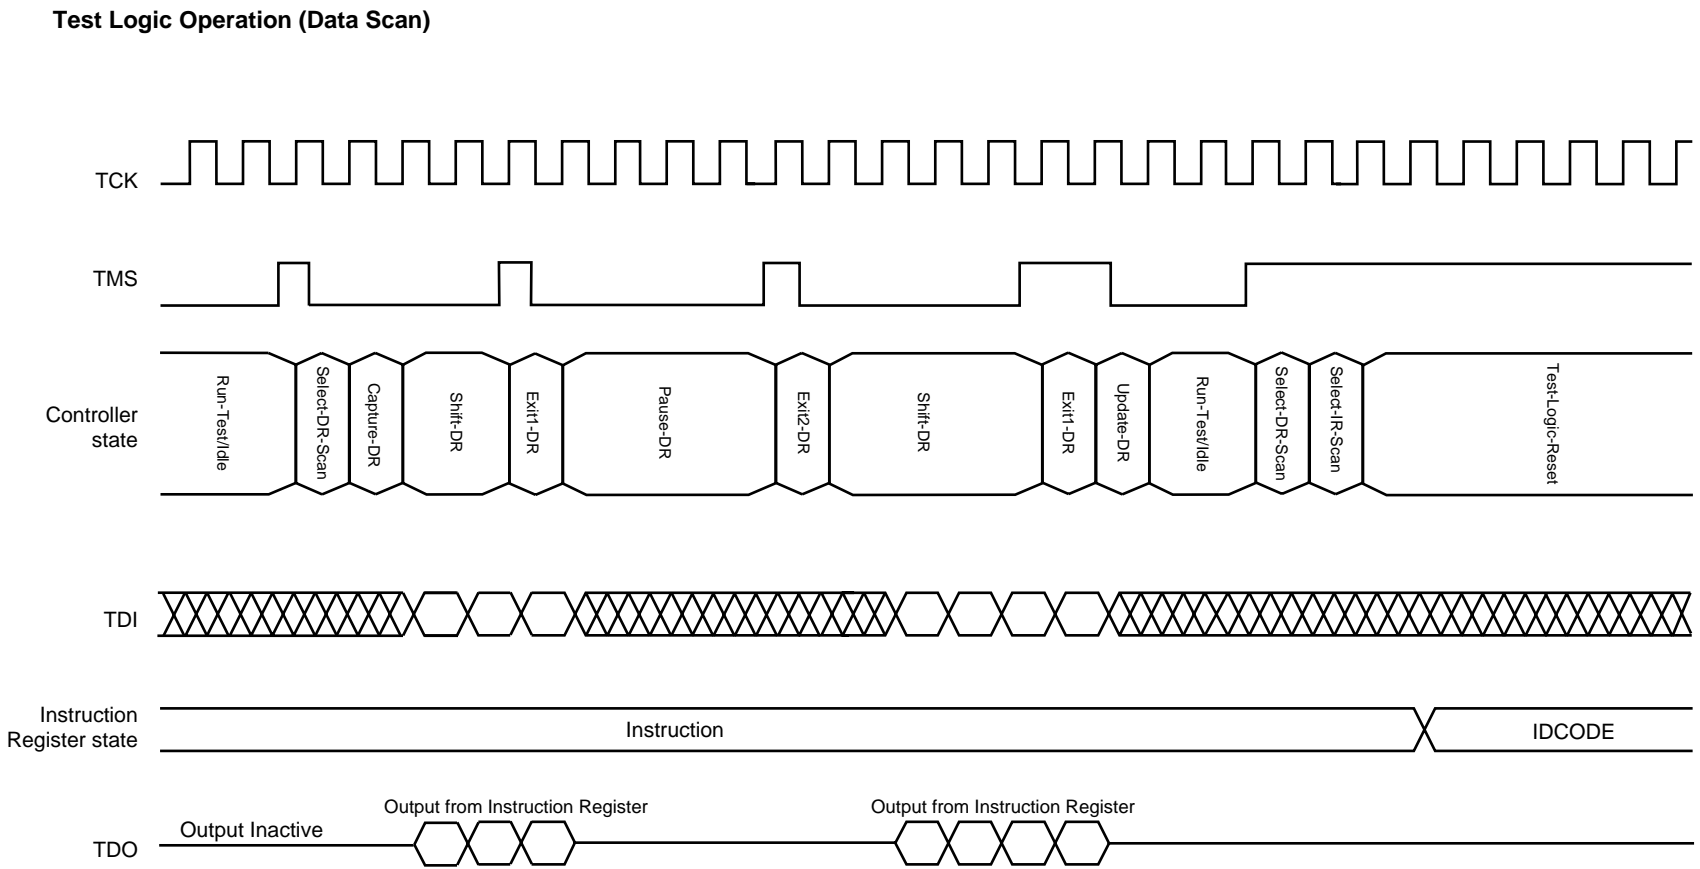 Test Logic Operation (Data Scan)
TCK
TMS
Controller
state
Run-Test/Idle
Select-DR-Scan
Capture-DR
Shift-DR
Exit1-DR
Pause-DR
Exit2-DR
Shift-DR
Exit1-DR
Update-DR
Run-Test/Idle
Select-DR-Scan
Select-IR-Scan
Test-Logic-Reset
TDI
Instruction
Register state
Instruction
IDCODE
Output from Instruction Register
Output from Instruction Register
Output Inactive
TDO